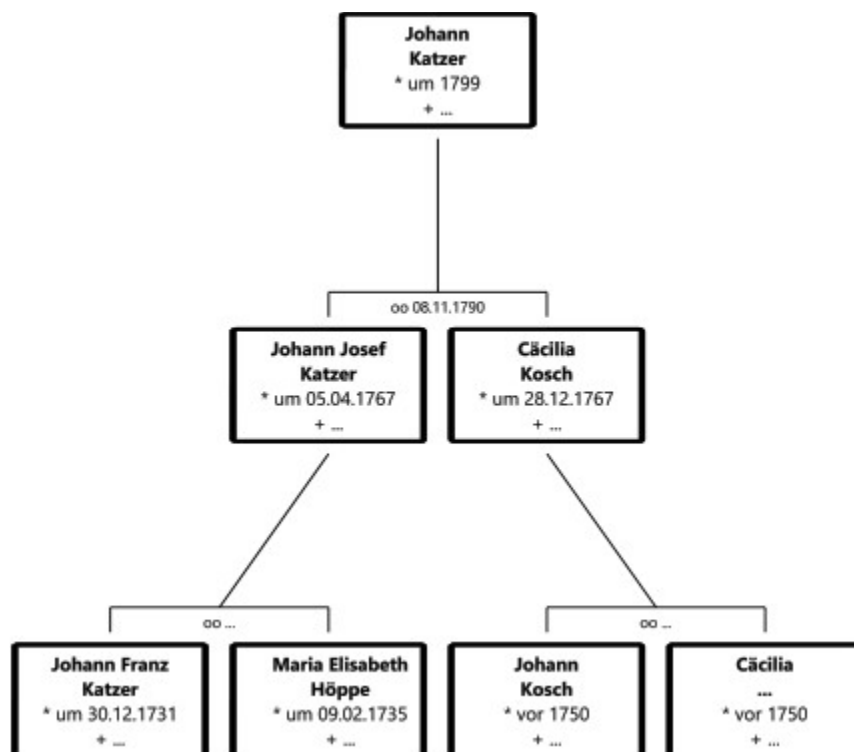 Johann
Katzer
* um 1799
+ ...
oo 08.11.1790
Johann Josef
Katzer
* um 05.04.1767
+ ...
Cäcilia
Kosch
* um 28.12.1767
+ ...
oo ...
oo ...
Johann Franz
Katzer
* um 30.12.1731
+ ...
Maria Elisabeth
Höppe
* um 09.02.1735
+ ...
Johann
Kosch
* vor 1750
+ ...
Cäcilia
...
* vor 1750
+ ...